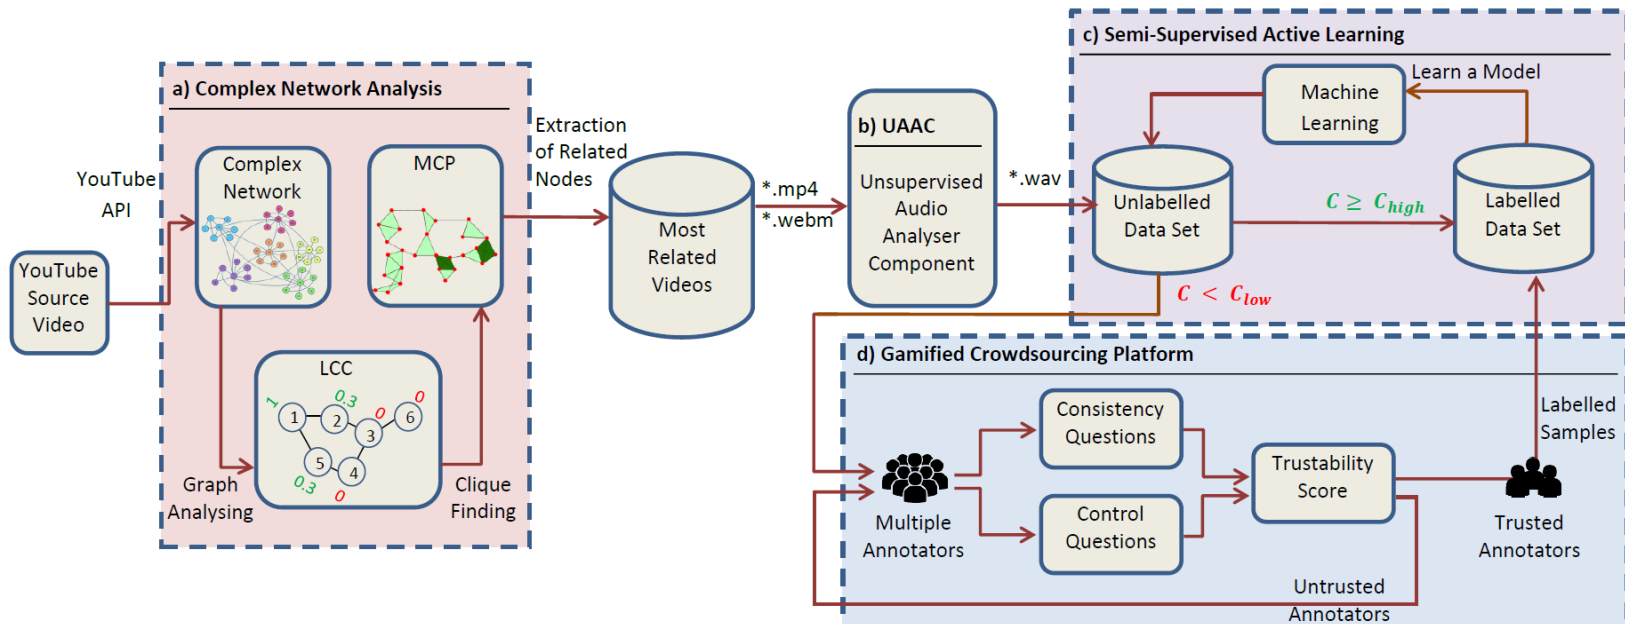 YouTube
Source
Video
YouTube
API
a) Complex Network Analysis
Complex
Network
MCP
LCC
1
0.3
0
0
1
2
3
6
5
4
0.3
0
Graph
Analysing
Clique
Finding
Extraction
of Related
Nodes
Most
Related
Videos
*.mp4
*.webm
b) UAAC
Unsupervised
Audio
Analyser
Component
*.wav
c) Semi-Supervised Active Learning
Learn a Model
Machine
Learning
Unlabelled
Data Set
C ≥ C_high
Labelled
Data Set
C < C_low
d) Gamified Crowdsourcing Platform
Multiple
Annotators
Consistency
Questions
Control
Questions
Trustability
Score
Labelled
Samples
Trusted
Annotators
Untrusted
Annotators